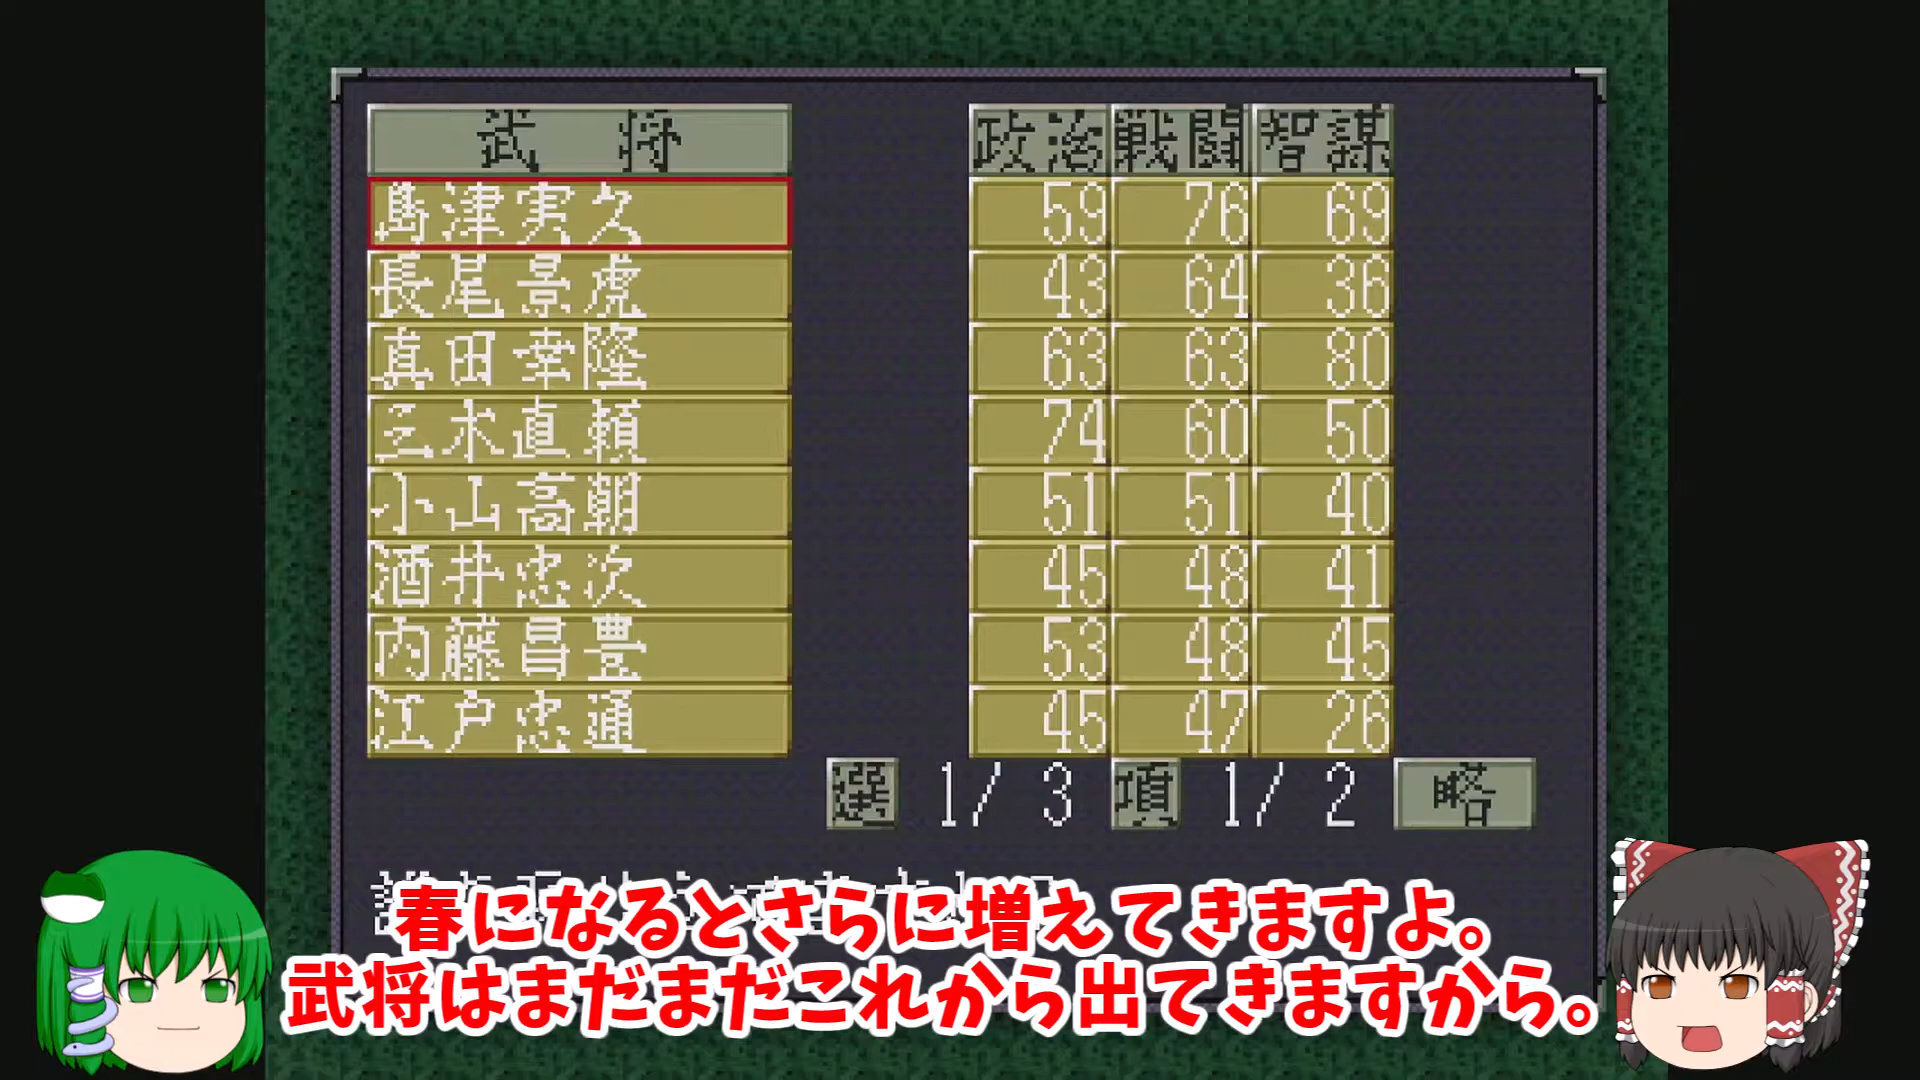 武将 政治 戦闘 智謀
島津実久 59 76 69
長尾景虎 43 64 36
真田幸隆 63 63 80
三木直頼 74 60 50
小山高朝 51 51 40
酒井忠次 45 48 41
内藤昌豊 53 48 45
江戸忠通 45 47 26
選 1/ 3 項 1/ 2 略
春になるとさらに増えてきますよ。
武将はまだまだこれから出てきますから。